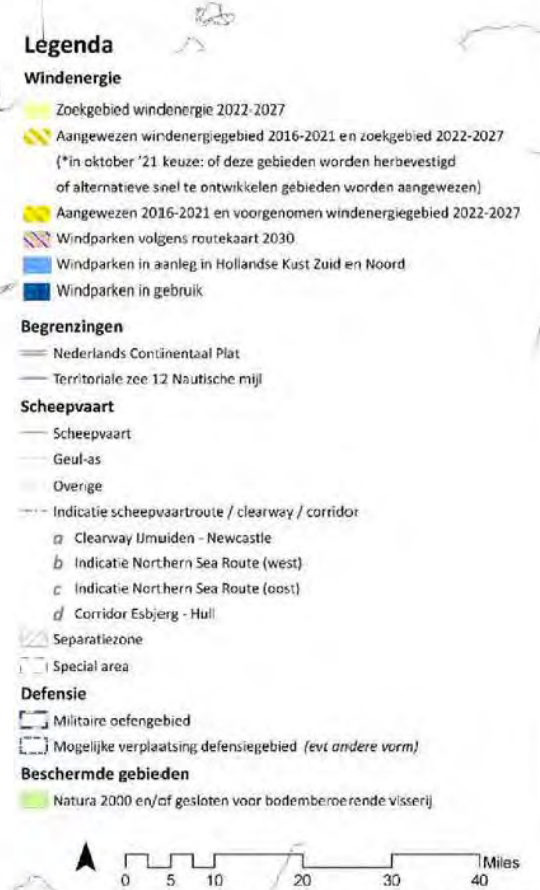 Legenda
Windenergie
Zoekgebied windenergie 2022-2027
Aangewezen windenergiegebied 2016-2021 en zoekgebied 2022-2027
(*in oktober '21 keuze: of deze gebieden worden herbevestigd
of alternatieve snel te ontwikkelen gebieden worden aangewezen)
Aangewezen 2016-2021 en voorgenomen windenergiegebied 2022-2027
Windparken volgens routekaart 2030
Windparken in aanleg in Hollandse Kust Zuid en Noord
Windparken in gebruik
Begrenzingen
Nederlands Continentaal Plat
Territoriale zee 12 Nautische mijl
Scheepvaart
Scheepvaart
Geul-as
Overige
Indicatie scheepvaartroute / clearway / corridor
a Clearway IJmuiden - Newcastle
b Indicatie Northern Sea Route (west)
c Indicatie Northern Sea Route (oost)
d Corridor Esbjerg - Hull
Separatiezone
Special area
Defensie
Militaire oefengebied
Mogelijke verplaatsing defensiegebied (evt andere vorm)
Beschermde gebieden
Natura 2000 en/of gesloten voor bodemberoerende visserij
Miles
0 5 10 20 30 40